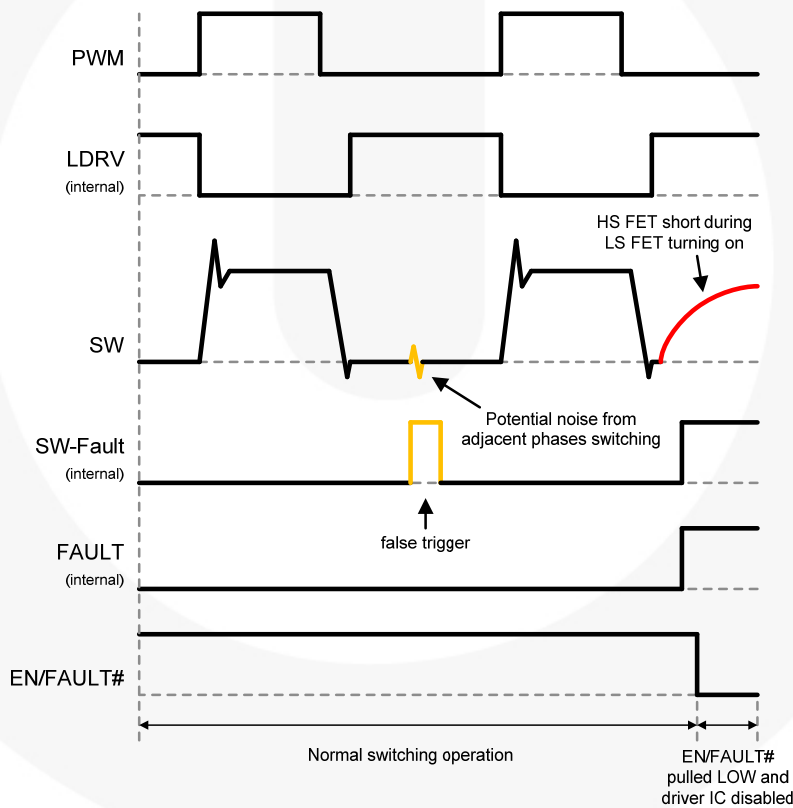 PWM
LDRV
(internal)
HS FET short during
LS FET turning on
SW
Potential noise from
adjacent phases switching
SW-Fault
(internal)
false trigger
FAULT
(internal)
EN/FAULT#
Normal switching operation
EN/FAULT#
pulled LOW and
driver IC disabled